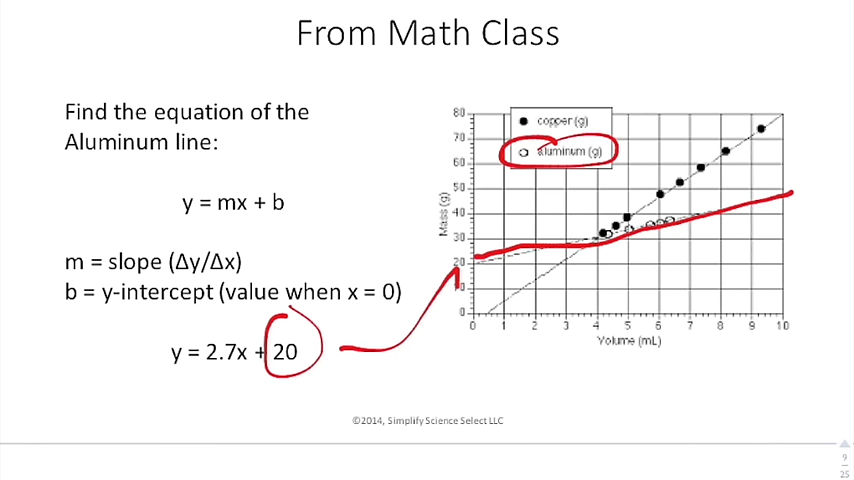 From Math Class
Find the equation of the
Aluminum line:
y = mx + b
m = slope (Δy/Δx)
b = y-intercept (value when x = 0)
y = 2.7x + 20
copper (g)
aluminum (g)
Mass (g)
80
70
60
50
40
30
20
10
0
0 1 2 3 4 5 6 7 8 9 10
Volume (mL)
©2014, Simplify Science Select LLC
9
25